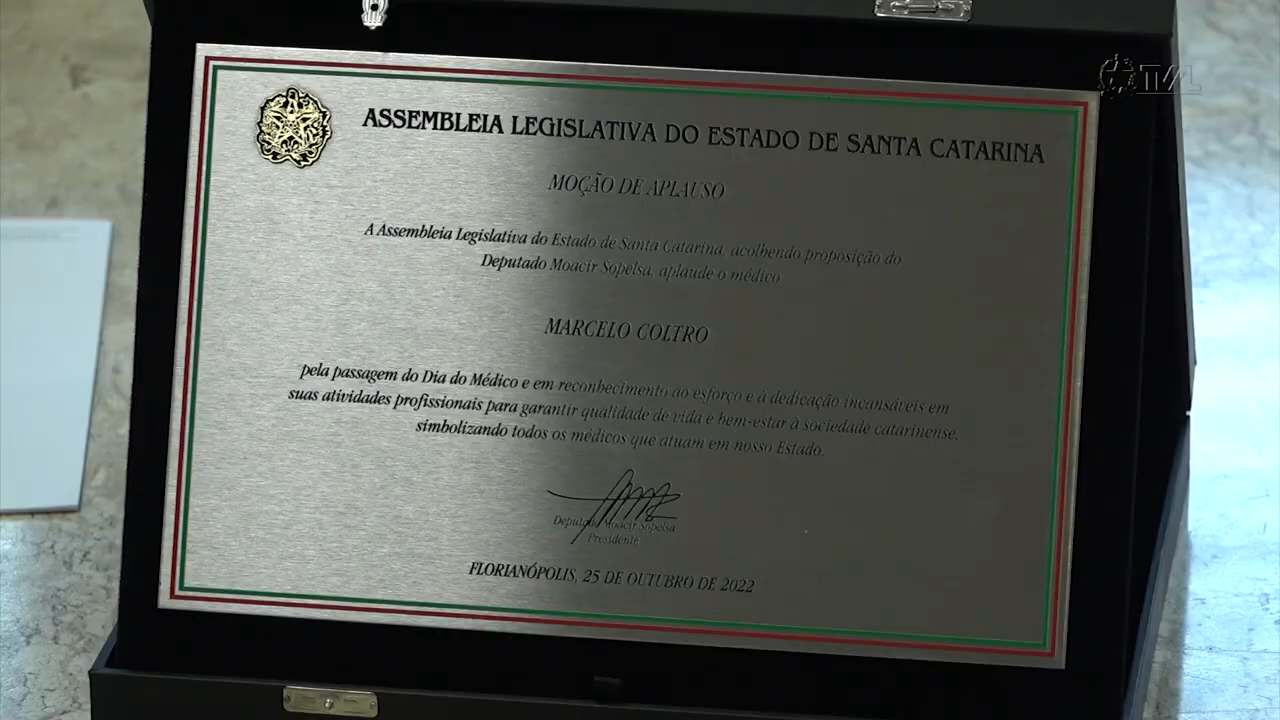 TVAL
ASSEMBLEIA LEGISLATIVA DO ESTADO DE SANTA CATARINA
MOÇÃO DE APLAUSO
A Assembleia Legislativa do Estado de Santa Catarina, acolhendo proposição do
Deputado Moacir Sopelsa, aplaude o médico
MARCELO COLTRO
pela passagem do Dia do Médico e em reconhecimento ao esforço e à dedicação incansáveis em
suas atividades profissionais para garantir qualidade de vida e bem-estar à sociedade catarinense,
simbolizando todos os médicos que atuam em nosso Estado.
Deputado Moacir Sopelsa
Presidente
FLORIANÓPOLIS, 25 DE OUTUBRO DE 2022